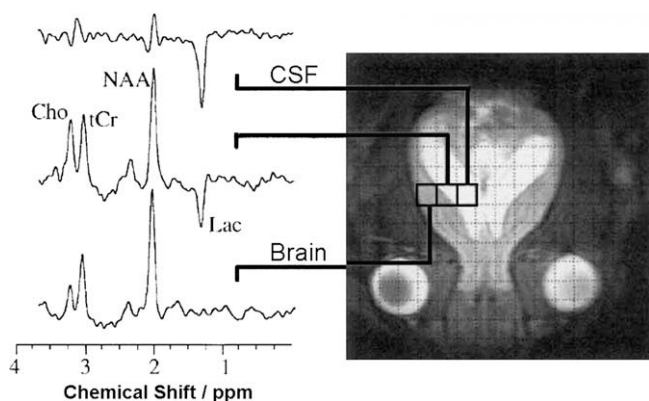 CSF
NAA
Cho
tCr
Lac
Brain
4 3 2 1
Chemical Shift / ppm